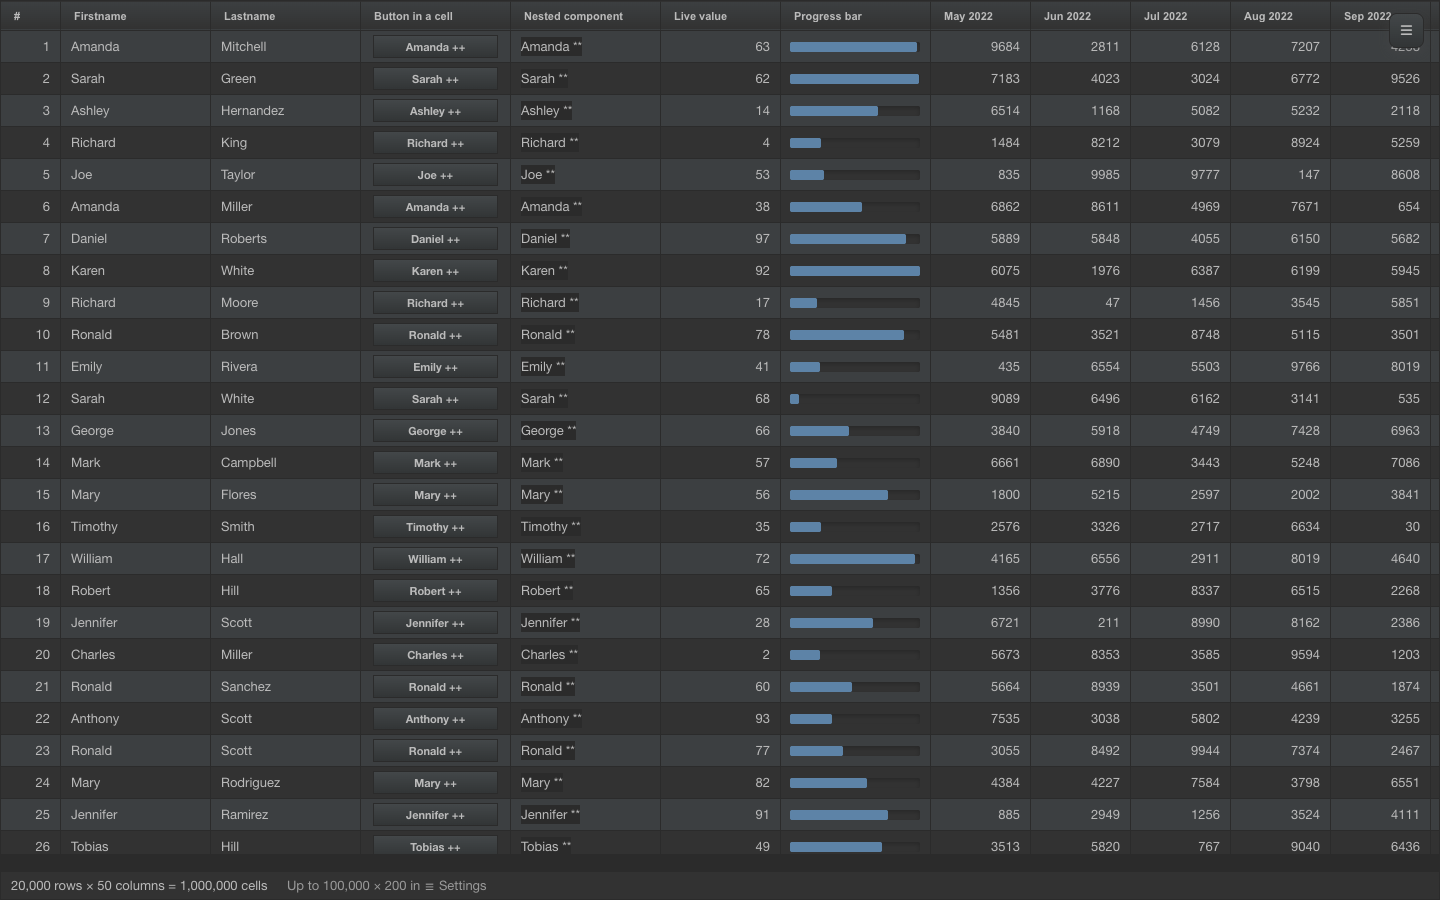 # Firstname Lastname Button in a cell Nested component Live value Progress bar May 2022 Jun 2022 Jul 2022 Aug 2022 Sep 2022
1 Amanda Mitchell Amanda ++ Amanda ** 63 9684 2811 6128 7207
2 Sarah Green Sarah ++ Sarah ** 62 7183 4023 3024 6772 9526
3 Ashley Hernandez Ashley ++ Ashley ** 14 6514 1168 5082 5232 2118
4 Richard King Richard ++ Richard ** 4 1484 8212 3079 8924 5259
5 Joe Taylor Joe ++ Joe ** 53 835 9985 9777 147 8608
6 Amanda Miller Amanda ++ Amanda ** 38 6862 8611 4969 7671 654
7 Daniel Roberts Daniel ++ Daniel ** 97 5889 5848 4055 6150 5682
8 Karen White Karen ++ Karen ** 92 6075 1976 6387 6199 5945
9 Richard Moore Richard ++ Richard ** 17 4845 47 1456 3545 5851
10 Ronald Brown Ronald ++ Ronald ** 78 5481 3521 8748 5115 3501
11 Emily Rivera Emily ++ Emily ** 41 435 6554 5503 9766 8019
12 Sarah White Sarah ++ Sarah ** 68 9089 6496 6162 3141 535
13 George Jones George ++ George ** 66 3840 5918 4749 7428 6963
14 Mark Campbell Mark ++ Mark ** 57 6661 6890 3443 5248 7086
15 Mary Flores Mary ++ Mary ** 56 1800 5215 2597 2002 3841
16 Timothy Smith Timothy ++ Timothy ** 35 2576 3326 2717 6634 30
17 William Hall William ++ William ** 72 4165 6556 2911 8019 4640
18 Robert Hill Robert ++ Robert ** 65 1356 3776 8337 6515 2268
19 Jennifer Scott Jennifer ++ Jennifer ** 28 6721 211 8990 8162 2386
20 Charles Miller Charles ++ Charles ** 2 5673 8353 3585 9594 1203
21 Ronald Sanchez Ronald ++ Ronald ** 60 5664 8939 3501 4661 1874
22 Anthony Scott Anthony ++ Anthony ** 93 7535 3038 5802 4239 3255
23 Ronald Scott Ronald ++ Ronald ** 77 3055 8492 9944 7374 2467
24 Mary Rodriguez Mary ++ Mary ** 82 4384 4227 7584 3798 6551
25 Jennifer Ramirez Jennifer ++ Jennifer ** 91 885 2949 1256 3524 4111
26 Tobias Hill Tobias ++ Tobias ** 49 3513 5820 767 9040 6436
20,000 rows × 50 columns = 1,000,000 cells Up to 100,000 × 200 in ≡ Settings